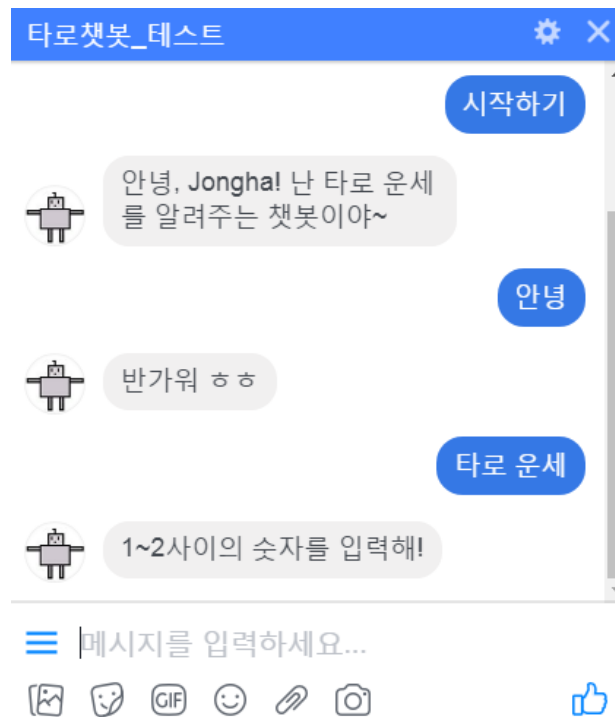 타로챗봇_테스트
시작하기
안녕, Jongha! 난 타로 운세
를 알려주는 챗봇이야~
안녕
반가워 ㅎㅎ
타로 운세
1~2사이의 숫자를 입력해!
메시지를 입력하세요...
GIF